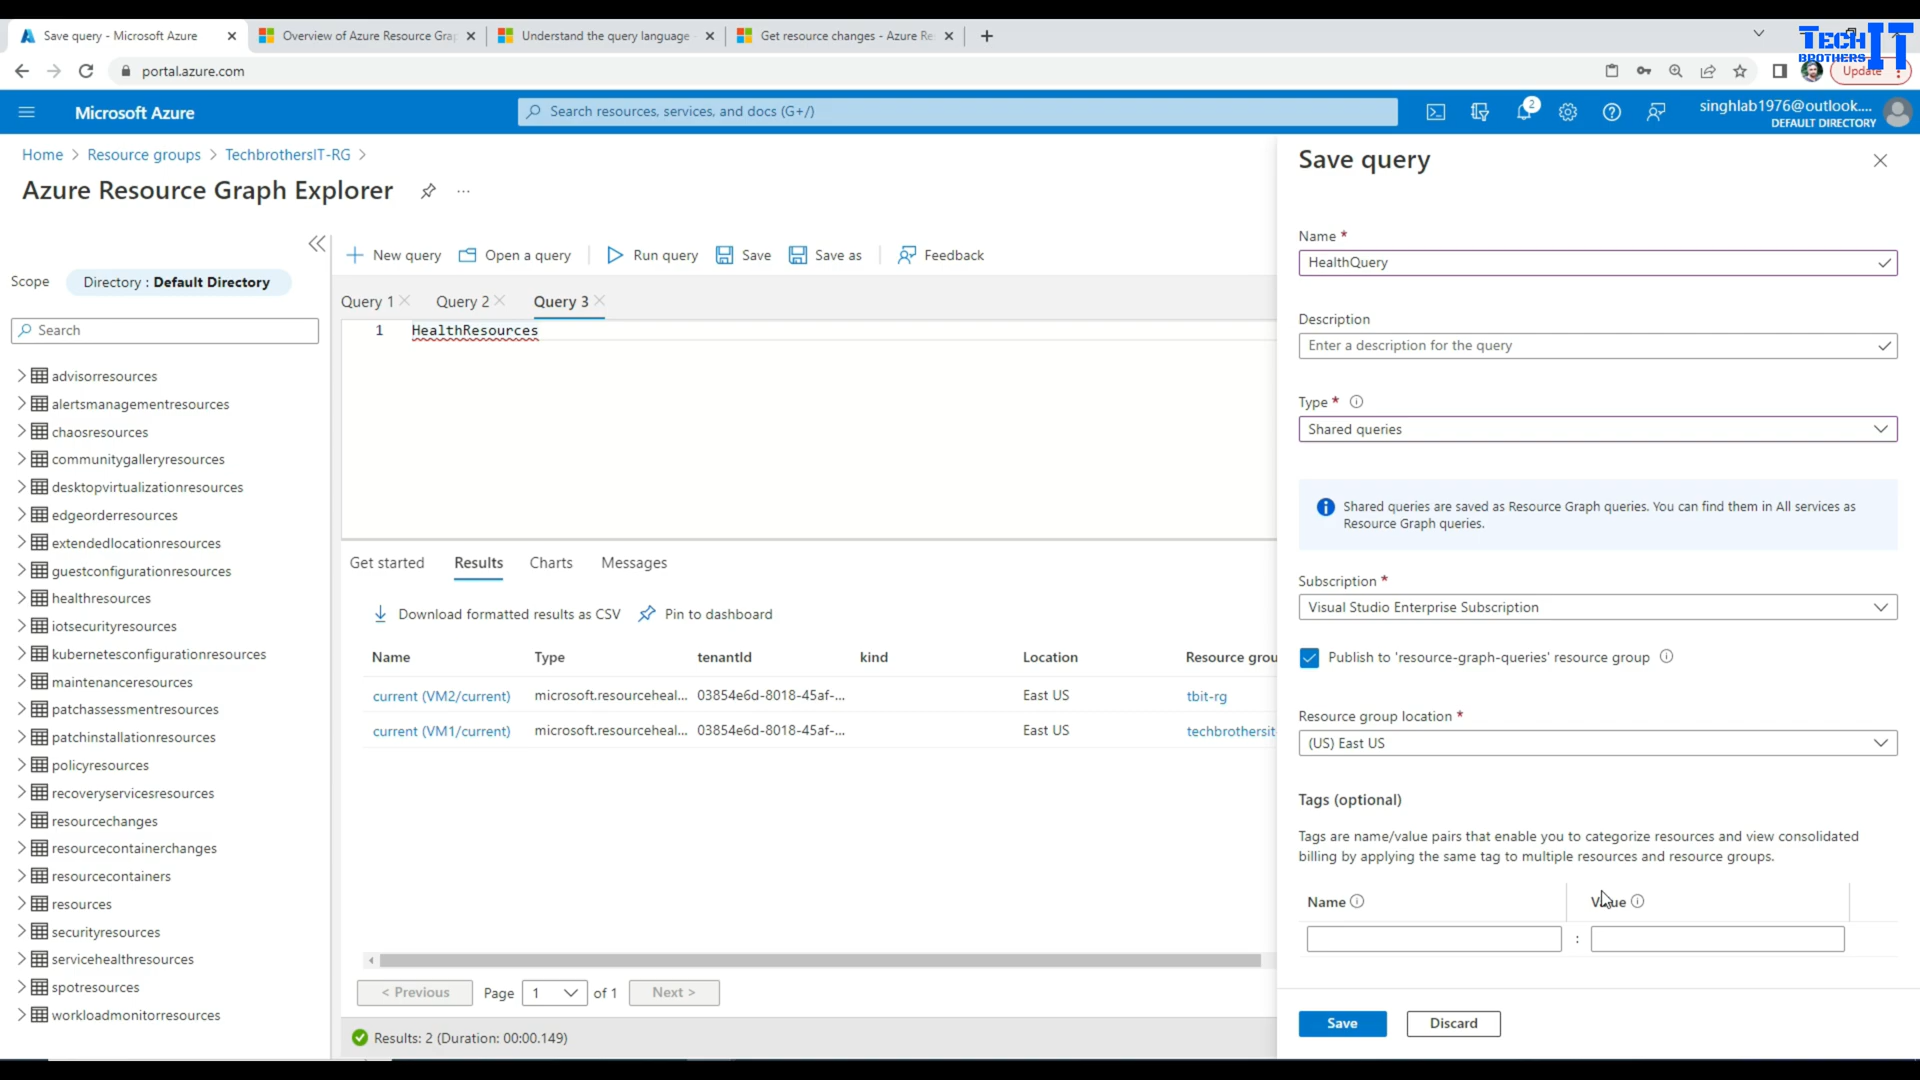 Save query - Microsoft Azure
Overview of Azure Resource Gra
Understand the query language
Get resource changes - Azure Re
TECH
BROTHERS
IT
portal.azure.com
Update
Microsoft Azure
Search resources, services, and docs (G+/)
2
singhlab1976@outlook....
DEFAULT DIRECTORY
Home > Resource groups > TechbrothersIT-RG >
Azure Resource Graph Explorer
...
Scope
Directory : Default Directory
Search
advisorresources
alertsmanagementresources
chaosresources
communitygalleryresources
desktopvirtualizationresources
edgeorderresources
extendedlocationresources
guestconfigurationresources
healthresources
iotsecurityresources
kubernetesconfigurationresources
maintenanceresources
patchassessmentresources
patchinstallationresources
policyresources
recoveryservicesresources
resourcechanges
resourcecontainerchanges
resourcecontainers
resources
securityresources
servicehealthresources
spotresources
workloadmonitorresources
New query
Open a query
Run query
Save
Save as
Feedback
Query 1
Query 2
Query 3
1 HealthResources
Get started
Results
Charts
Messages
Download formatted results as CSV
Pin to dashboard
Name Type tenantId kind Location Resource grou
current (VM2/current) microsoft.resourceheal... 03854e6d-8018-45af-... East US tbit-rg
current (VM1/current) microsoft.resourceheal... 03854e6d-8018-45af-... East US techbrothersit
< Previous Page 1 of 1 Next >
Results: 2 (Duration: 00:00.149)
Save query
Name *
HealthQuery
Description
Enter a description for the query
Type *
Shared queries
Shared queries are saved as Resource Graph queries. You can find them in All services as
Resource Graph queries.
Subscription *
Visual Studio Enterprise Subscription
Publish to 'resource-graph-queries' resource group
Resource group location *
(US) East US
Tags (optional)
Tags are name/value pairs that enable you to categorize resources and view consolidated
billing by applying the same tag to multiple resources and resource groups.
Name Value
:
Save
Discard